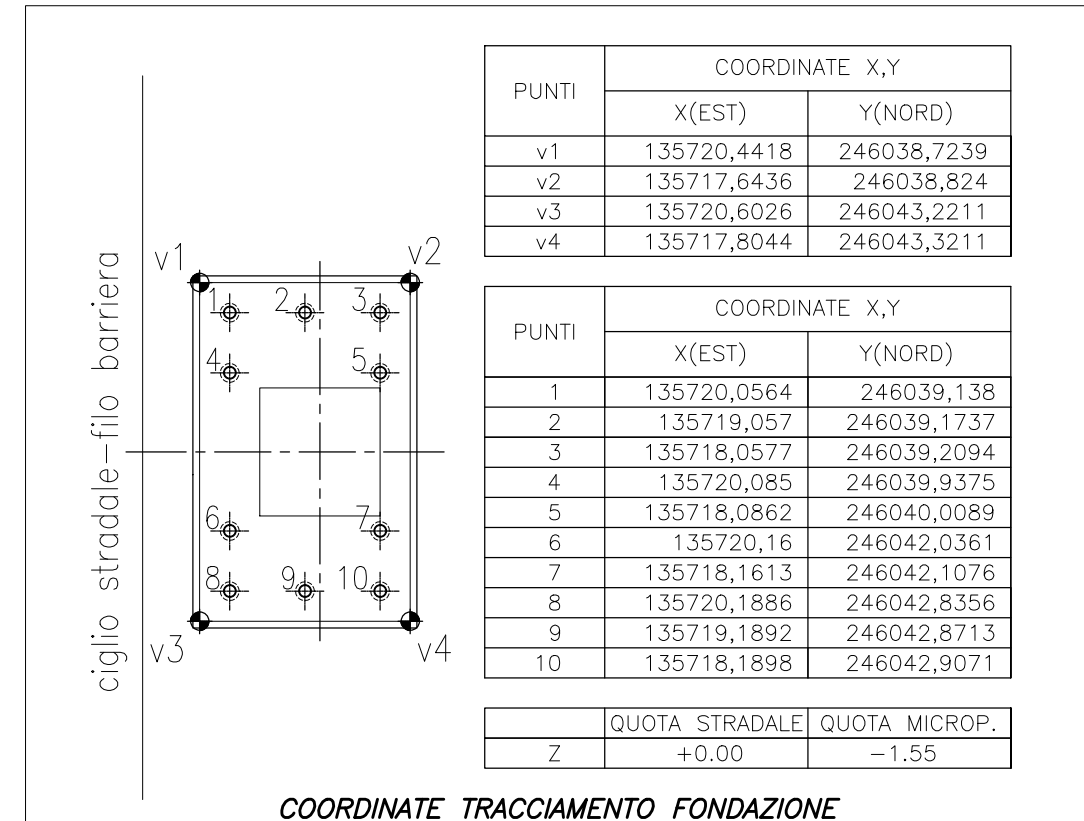 PUNTI COORDINATE X,Y
X(EST) Y(NORD)
v1 135720,4418 246038,7239
v2 135717,6436 246038,824
v3 135720,6026 246043,2211
v4 135717,8044 246043,3211
PUNTI COORDINATE X,Y
X(EST) Y(NORD)
1 135720,0564 246039,138
2 135719,057 246039,1737
3 135718,0577 246039,2094
4 135720,085 246039,9375
5 135718,0862 246040,0089
6 135720,16 246042,0361
7 135718,1613 246042,1076
8 135720,1886 246042,8356
9 135719,1892 246042,8713
10 135718,1898 246042,9071
QUOTA STRADALE QUOTA MICROP.
Z +0.00 −1.55
ciglio stradale−filo barriera
v1 v2
1 2 3
4 5
6 7
8 9 10
v3 v4
COORDINATE TRACCIAMENTO FONDAZIONE